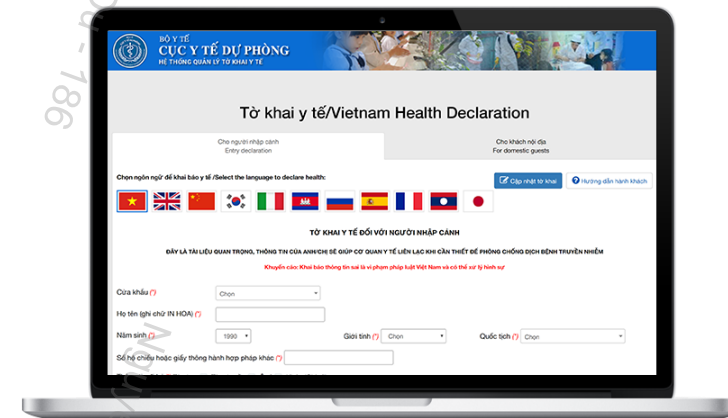 BỘ Y TẾ
CỤC Y TẾ DỰ PHÒNG
HỆ THỐNG QUẢN LÝ TỜ KHAI Y TẾ
Tờ khai y tế/Vietnam Health Declaration
Cho người nhập cảnh
Entry declaration
Cho khách nội địa
For domestic guests
Chọn ngôn ngữ để khai báo y tế /Select the language to declare health:
Cập nhật tờ khai
Hướng dẫn hành khách
TỜ KHAI Y TẾ ĐỐI VỚI NGƯỜI NHẬP CẢNH
ĐÂY LÀ TÀI LIỆU QUAN TRỌNG, THÔNG TIN CỦA ANH/CHỊ SẼ GIÚP CƠ QUAN Y TẾ LIÊN LẠC KHI CẦN THIẾT ĐỂ PHÒNG CHỐNG DỊCH BỆNH TRUYỀN NHIỄM
Khuyến cáo: Khai báo thông tin sai là vi phạm pháp luật Việt Nam và có thể xử lý hình sự
Cửa khẩu (*)
Chọn
Họ tên (ghi chữ IN HOA) (*)
Năm sinh (*)
1990
Giới tính (*)
Chọn
Quốc tịch (*)
Chọn
Số hộ chiếu hoặc giấy thông hành hợp pháp khác (*)